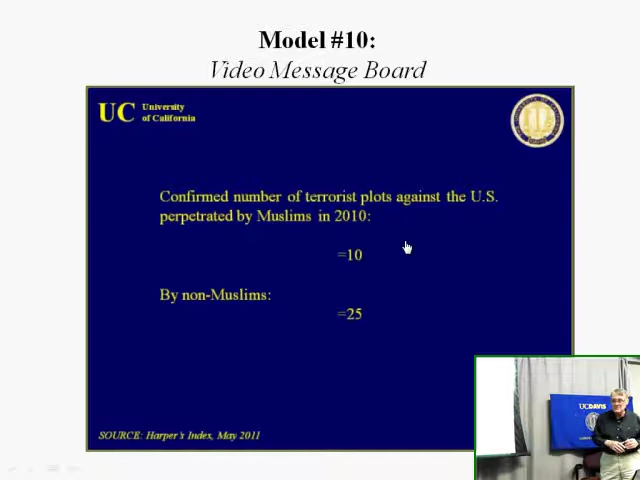 Model #10:
Video Message Board
UC University
of California
Confirmed number of terrorist plots against the U.S.
perpetrated by Muslims in 2010:
=10
By non-Muslims:
=25
SOURCE: Harper's Index, May 2011
UCDAVIS